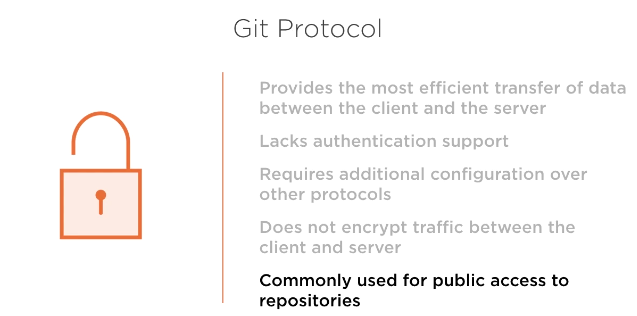 Git Protocol
Provides the most efficient transfer of data
between the client and the server
Lacks authentication support
Requires additional configuration over
other protocols
Does not encrypt traffic between the
client and server
Commonly used for public access to
repositories